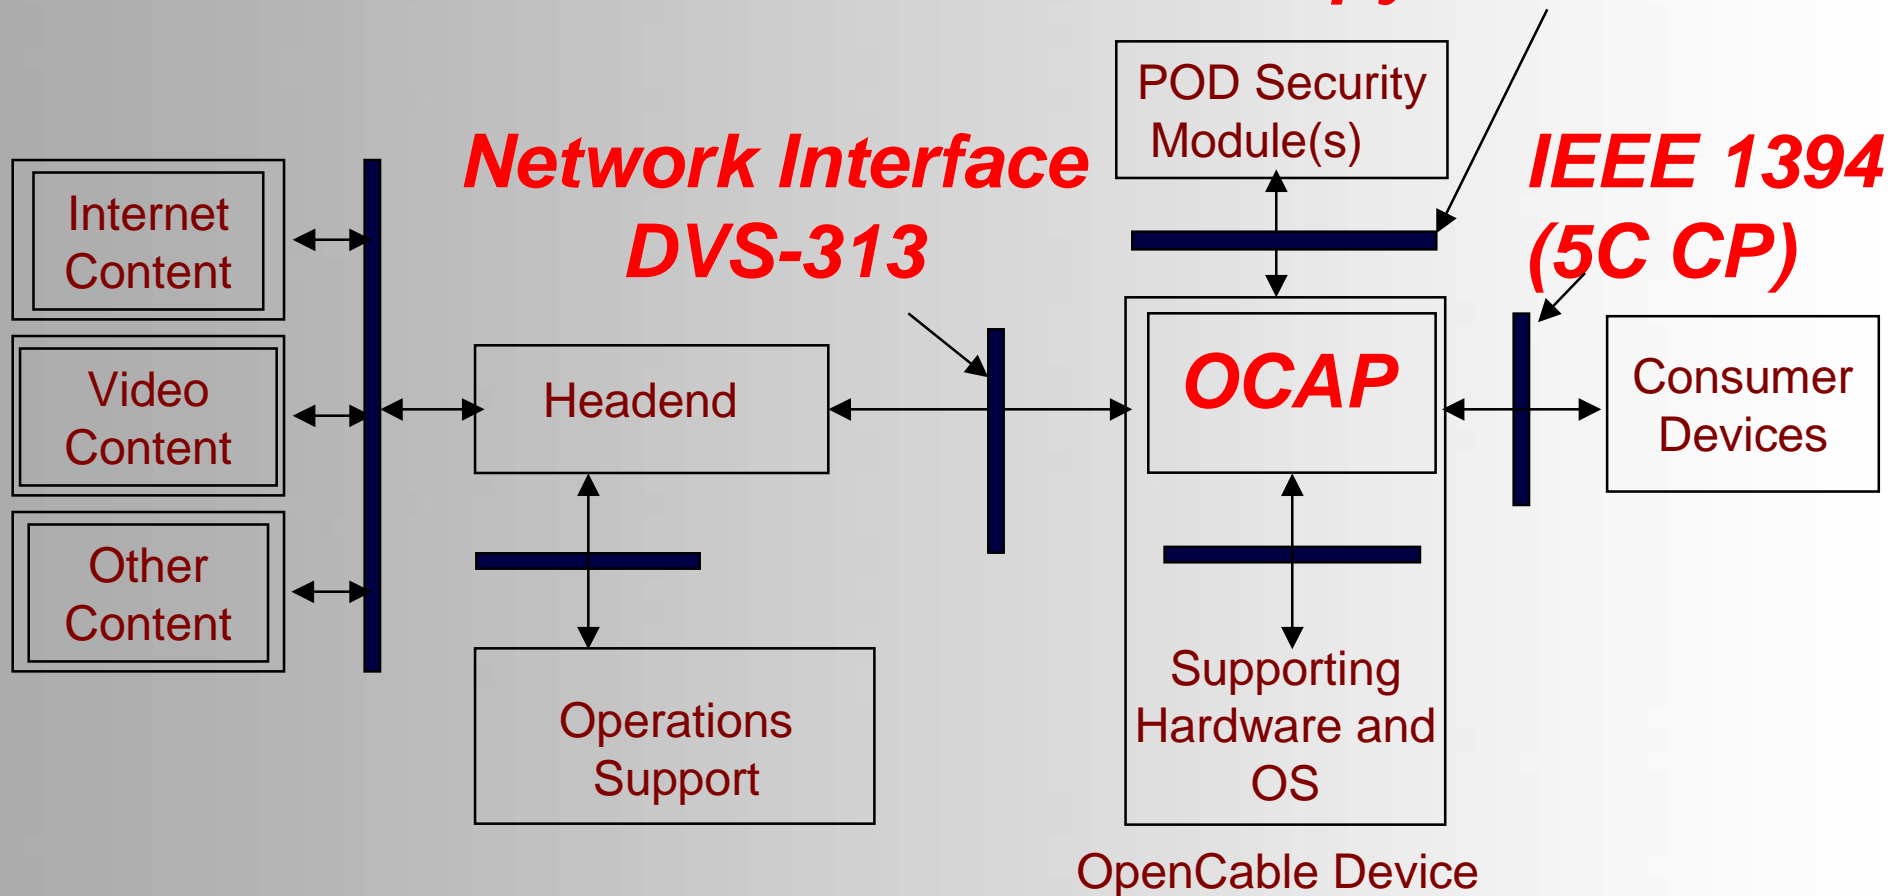 POD Security
Module(s)
Network Interface
DVS-313
IEEE 1394
(5C CP)
Internet
Content
Video
Content
Other
Content
Headend
OCAP
Consumer
Devices
Operations
Support
Supporting
Hardware and
OS
OpenCable Device